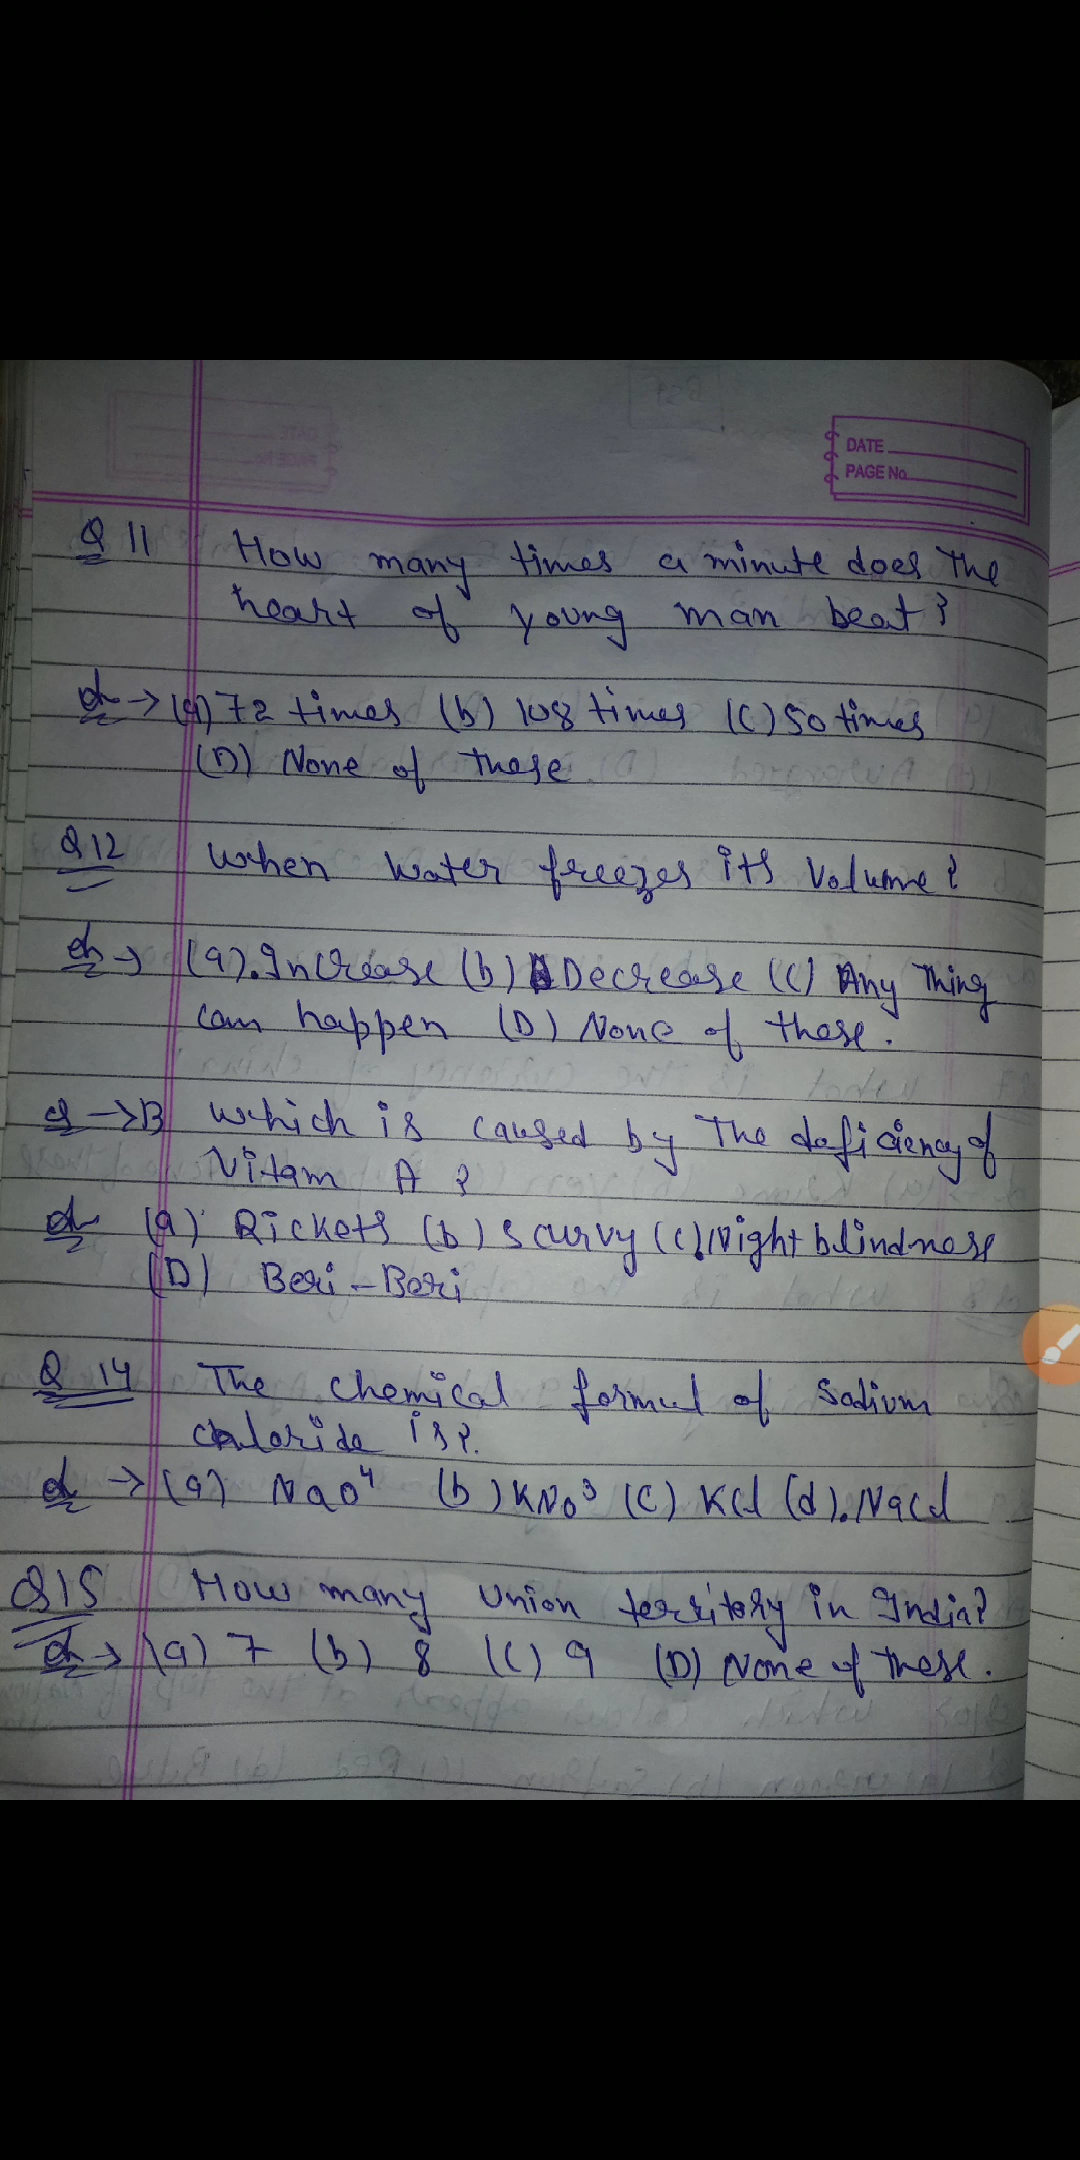 DATE
PAGE No.
Q 11 How many times a minute does The
heart of young man beat?
(a) 72 times (b) 108 times (C) 50 times
(D) None of these
Q 12 When water freezes its volume?
(a). Increase (b) Decrease (C) Any Thing
can happen (D) None of these.
Q → 13 Which is caused by The deficiency of
Vitam A ?
(a) Rickets (b) Scurvy (C). Night blindness
(D) Beri - Beri
Q 14 The chemical formul of Sodium
chloride is?.
→ (a) NaO⁴ (b) KNO³ (C) KCl (d). NaCl
Q15 How many union territory in India?
→ (a) 7 (b) 8 (C) 9 (D) None of These.